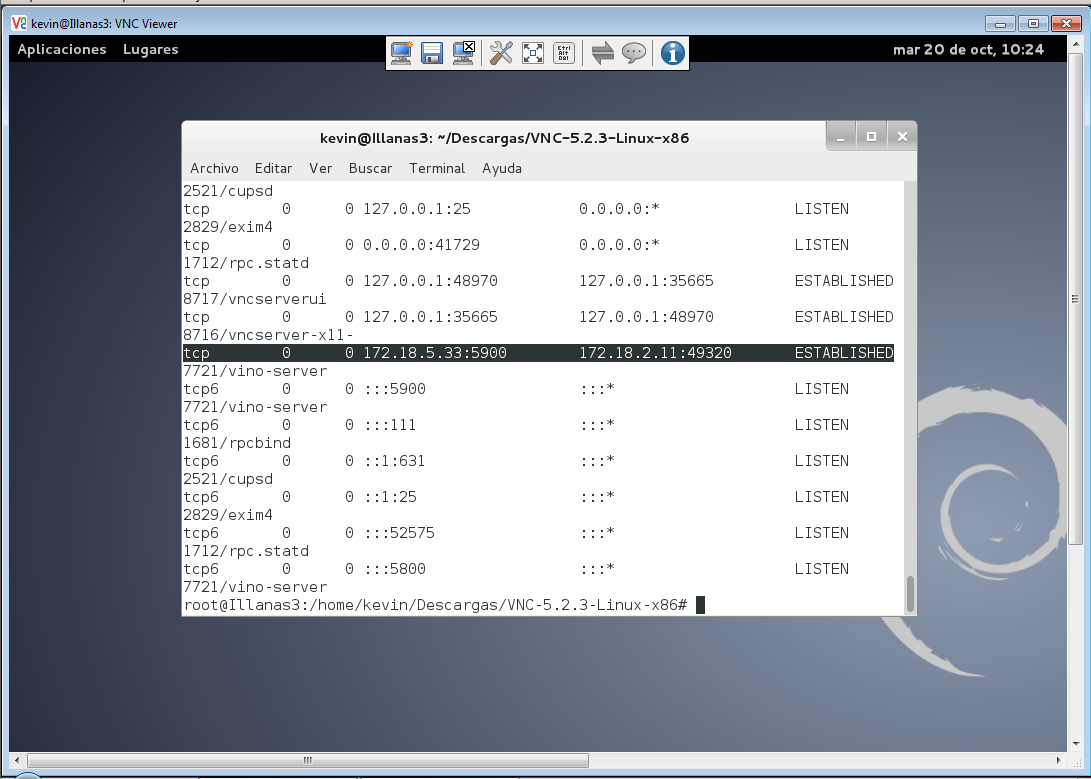 kevin@Illanas3: VNC Viewer
Aplicaciones Lugares mar 20 de oct, 10:24
Ctrl
Alt
Del
kevin@Illanas3: ~/Descargas/VNC-5.2.3-Linux-x86
Archivo Editar Ver Buscar Terminal Ayuda
2521/cupsd
tcp 0 0 127.0.0.1:25 0.0.0.0:* LISTEN
2829/exim4
tcp 0 0 0.0.0.0:41729 0.0.0.0:* LISTEN
1712/rpc.statd
tcp 0 0 127.0.0.1:48970 127.0.0.1:35665 ESTABLISHED
8717/vncserverui
tcp 0 0 127.0.0.1:35665 127.0.0.1:48970 ESTABLISHED
8716/vncserver-x11-
tcp 0 0 172.18.5.33:5900 172.18.2.11:49320 ESTABLISHED
7721/vino-server
tcp6 0 0 :::5900 :::* LISTEN
7721/vino-server
tcp6 0 0 :::111 :::* LISTEN
1681/rpcbind
tcp6 0 0 ::1:631 :::* LISTEN
2521/cupsd
tcp6 0 0 ::1:25 :::* LISTEN
2829/exim4
tcp6 0 0 :::52575 :::* LISTEN
1712/rpc.statd
tcp6 0 0 :::5800 :::* LISTEN
7721/vino-server
root@Illanas3:/home/kevin/Descargas/VNC-5.2.3-Linux-x86#